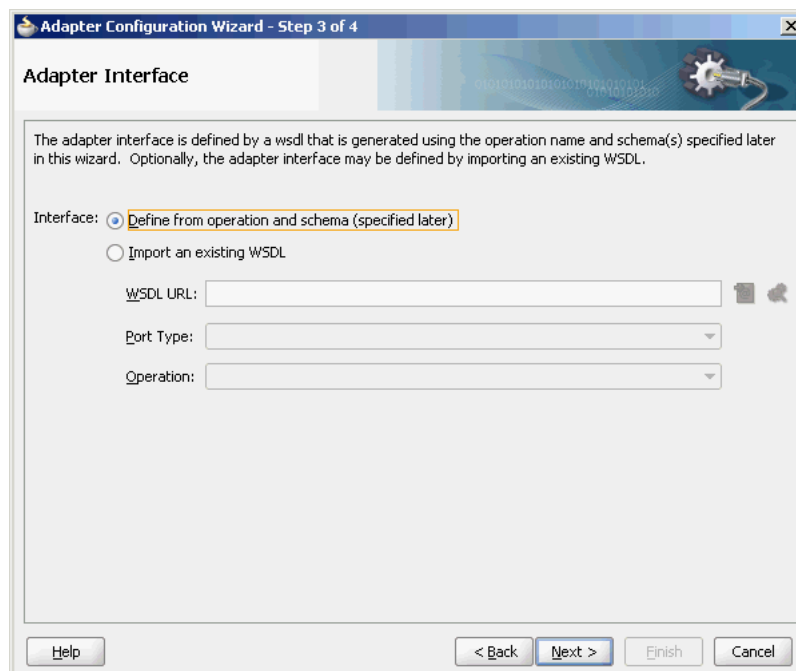 Adapter Configuration Wizard - Step 3 of 4
Adapter Interface
The adapter interface is defined by a wsdl that is generated using the operation name and schema(s) specified later
in this wizard. Optionally, the adapter interface may be defined by importing an existing WSDL.
Interface: Define from operation and schema (specified later)
Import an existing WSDL
WSDL URL:
Port Type:
Operation:
Help < Back Next > Finish Cancel